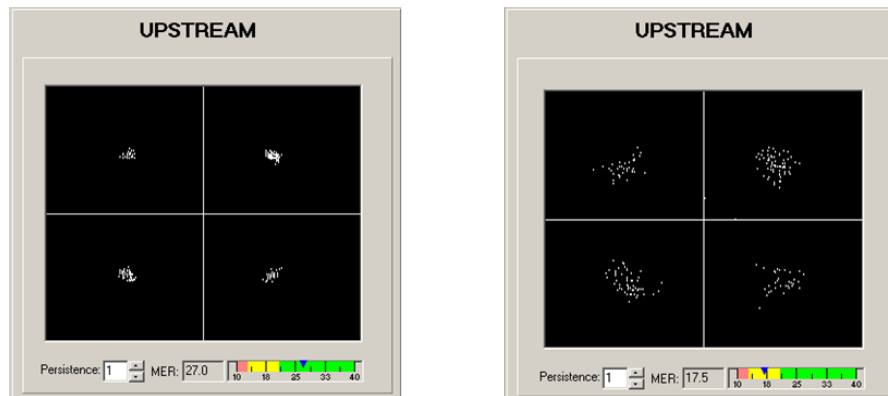 UPSTREAM
Persistence: 1 MER: 27.0
10 18 25 33 40
UPSTREAM
Persistence: 1 MER: 17.5
10 18 25 33 40